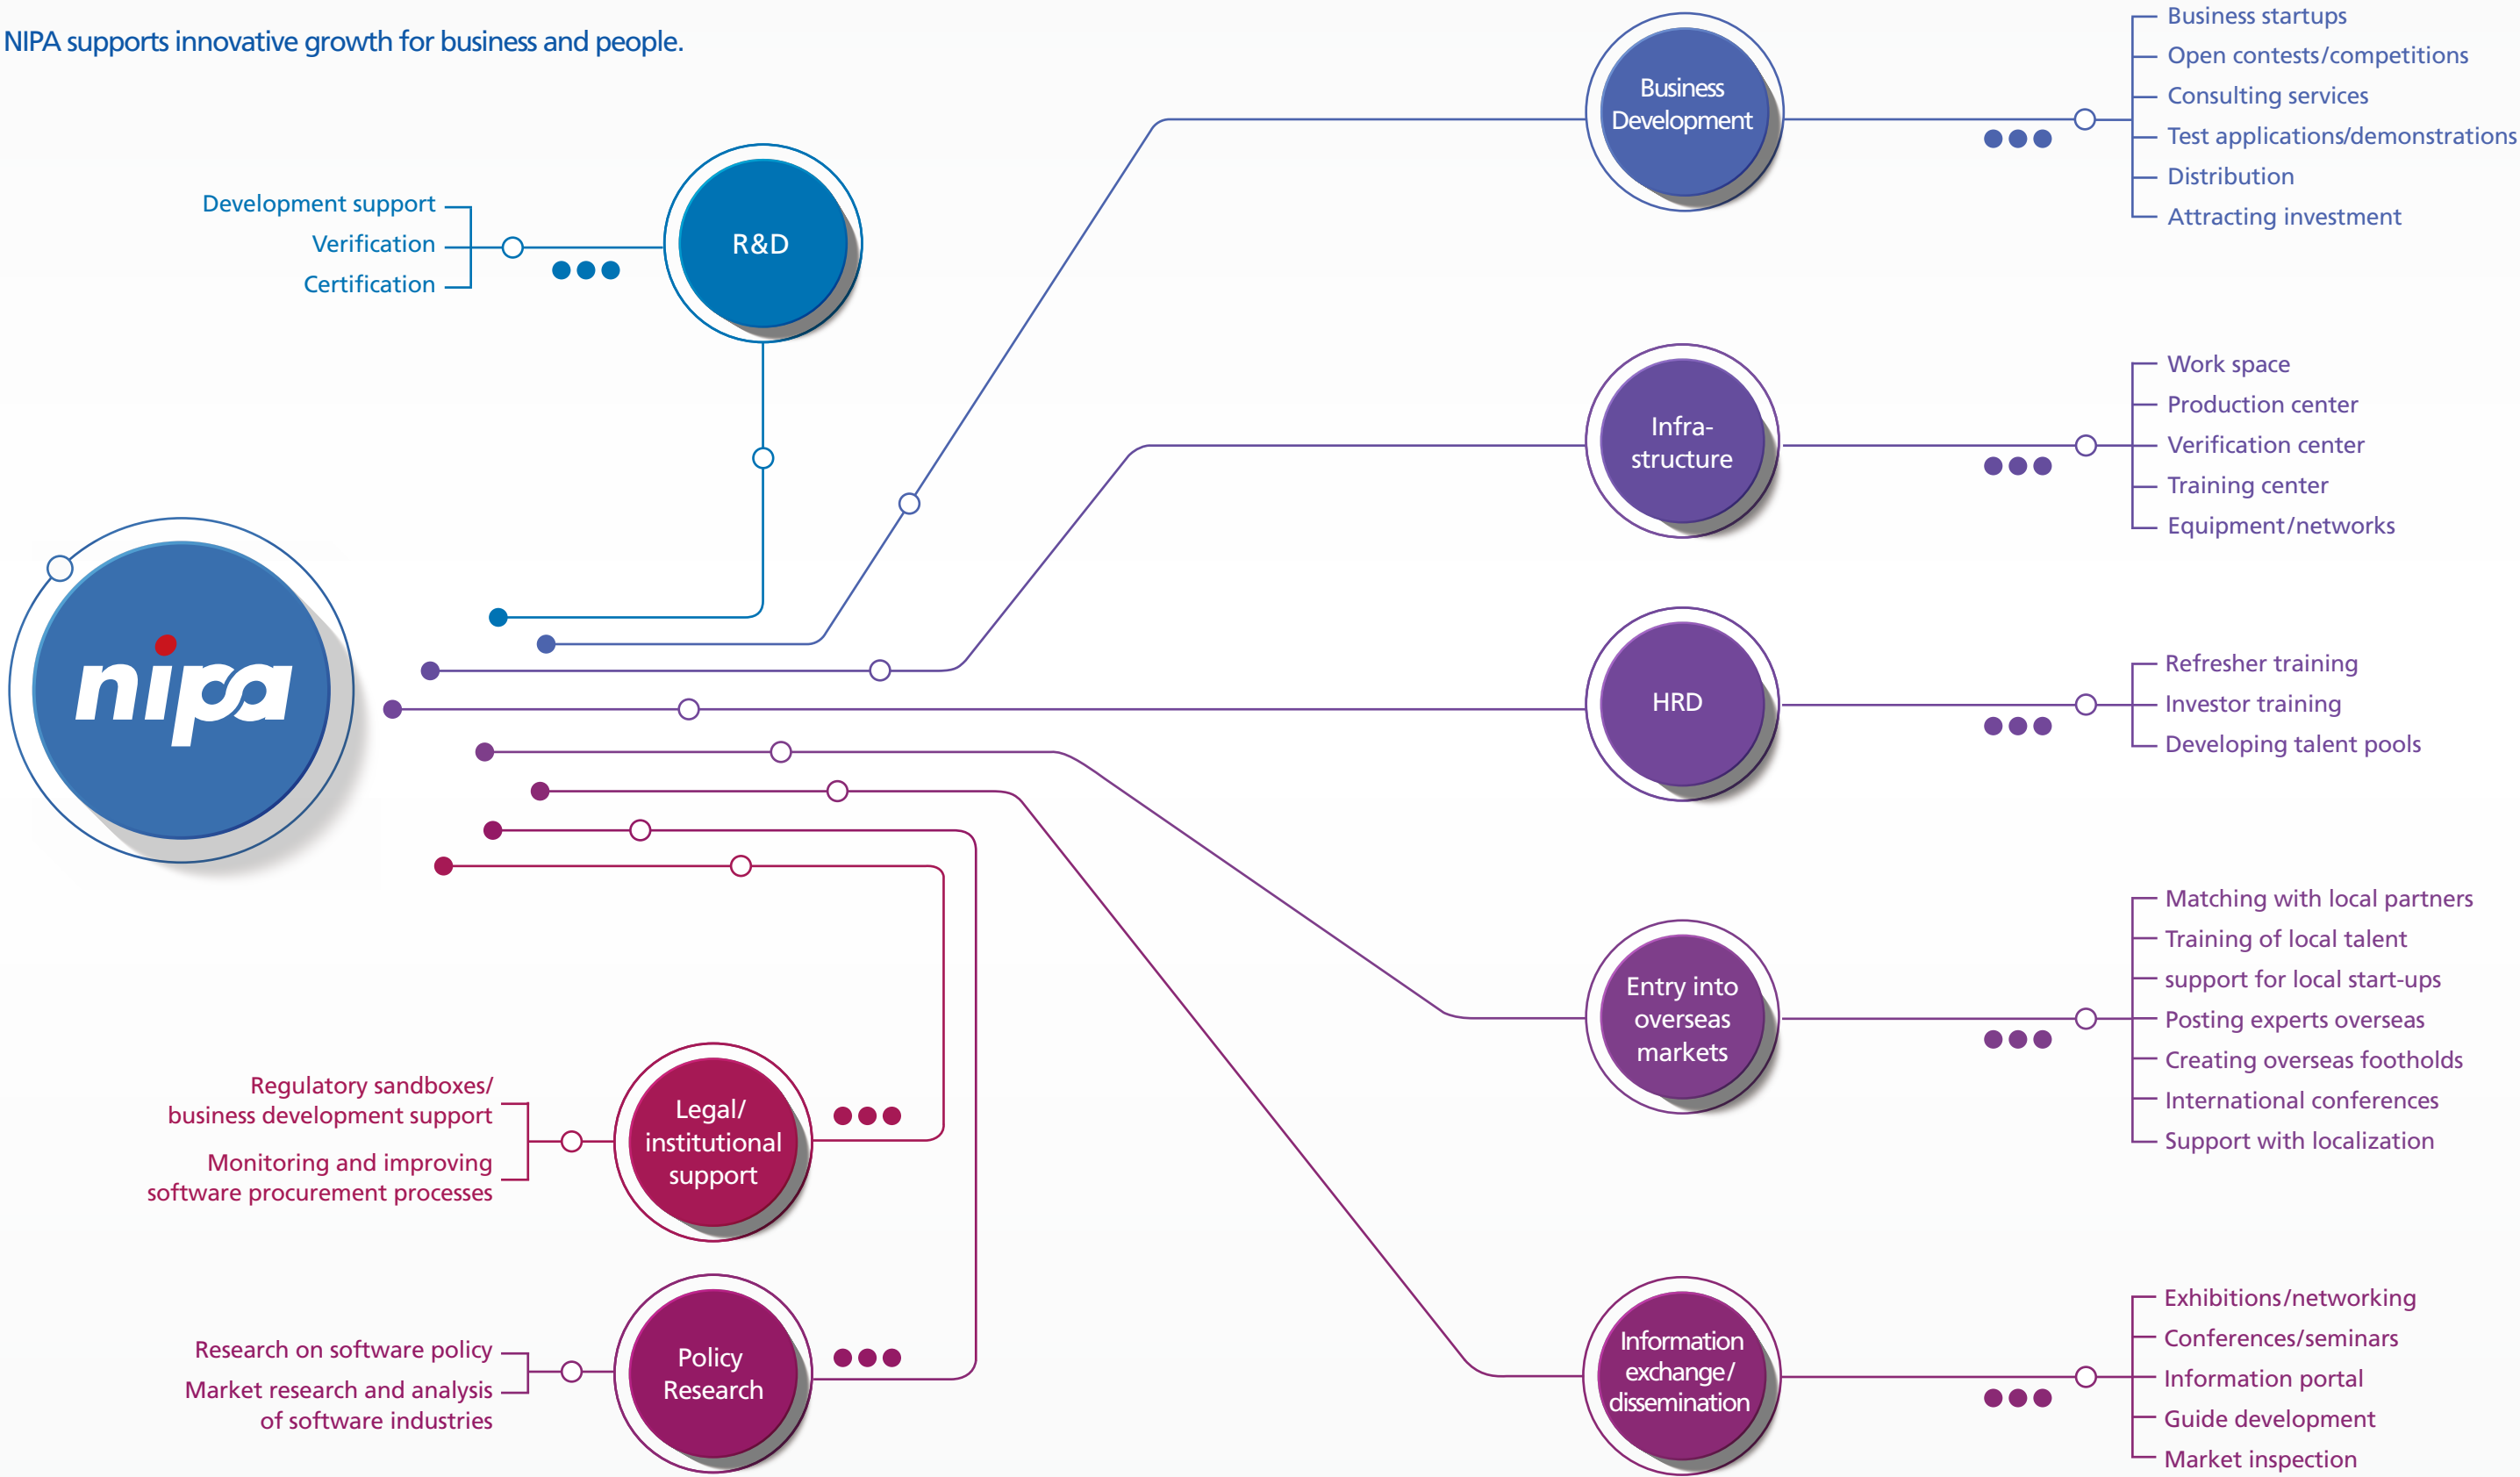 NIPA supports innovative growth for business and people.
Development support
Verification
Certification
R&D
Business
Development
Business startups
Open contests/competitions
Consulting services
Test applications/demonstrations
Distribution
Attracting investment
Infra-
structure
Work space
Production center
Verification center
Training center
Equipment/networks
nipa
HRD
Refresher training
Investor training
Developing talent pools
Entry into
overseas
markets
Matching with local partners
Training of local talent
support for local start-ups
Posting experts overseas
Creating overseas footholds
International conferences
Support with localization
Regulatory sandboxes/
business development support
Monitoring and improving
software procurement processes
Legal/
institutional
support
Research on software policy
Market research and analysis
of software industries
Policy
Research
Information
exchange/
dissemination
Exhibitions/networking
Conferences/seminars
Information portal
Guide development
Market inspection